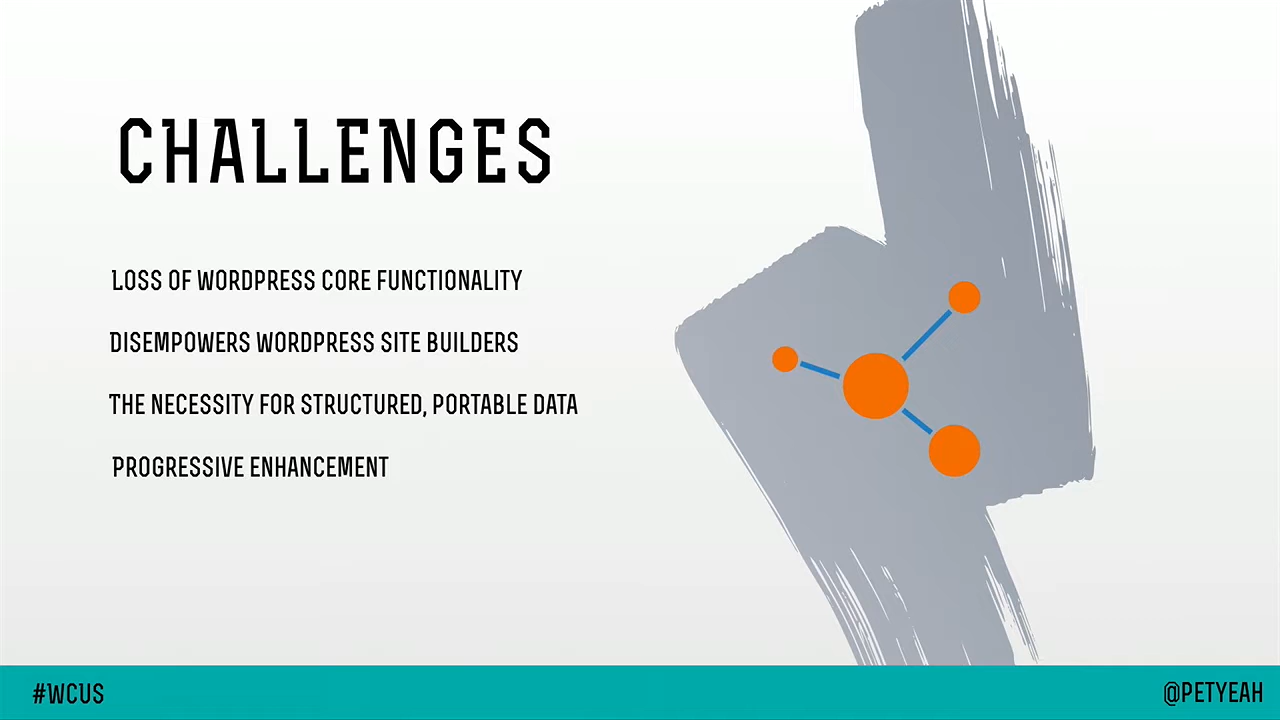 CHALLENGES
LOSS OF WORDPRESS CORE FUNCTIONALITY
DISEMPOWERS WORDPRESS SITE BUILDERS
THE NECESSITY FOR STRUCTURED, PORTABLE DATA
PROGRESSIVE ENHANCEMENT
#WCUS
@PETYEAH